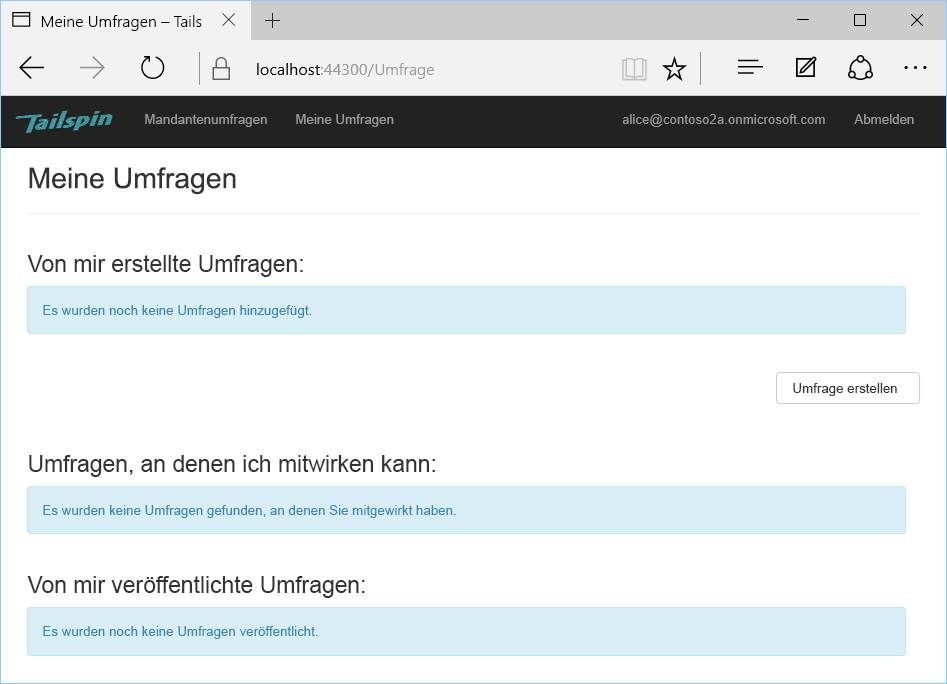 Meine Umfragen – Tails
localhost:44300/Umfrage
Tailspin Mandantenumfragen Meine Umfragen alice@contoso2a.onmicrosoft.com Abmelden
Meine Umfragen
Von mir erstellte Umfragen:
Es wurden noch keine Umfragen hinzugefügt.
Umfrage erstellen
Umfragen, an denen ich mitwirken kann:
Es wurden keine Umfragen gefunden, an denen Sie mitgewirkt haben.
Von mir veröffentlichte Umfragen:
Es wurden noch keine Umfragen veröffentlicht.